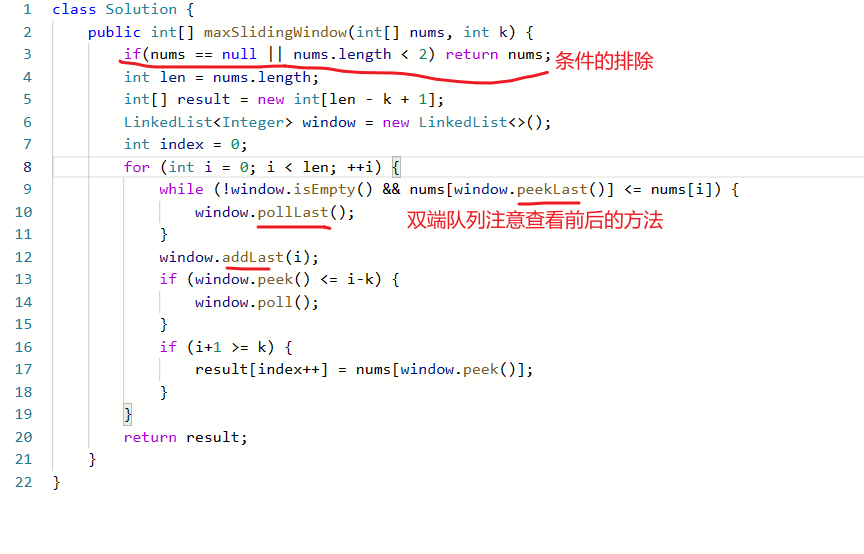 1 class Solution {
2 public int[] maxSlidingWindow(int[] nums, int k) {
3 if(nums == null || nums.length < 2) return nums; 条件的排除
4 int len = nums.length;
5 int[] result = new int[len - k + 1];
6 LinkedList<Integer> window = new LinkedList<>();
7 int index = 0;
8 for (int i = 0; i < len; ++i) {
9 while (!window.isEmpty() && nums[window.peekLast()] <= nums[i]) {
10 window.pollLast(); 双端队列注意查看前后的方法
11 }
12 window.addLast(i);
13 if (window.peek() <= i-k) {
14 window.poll();
15 }
16 if (i+1 >= k) {
17 result[index++] = nums[window.peek()];
18 }
19 }
20 return result;
21 }
22 }